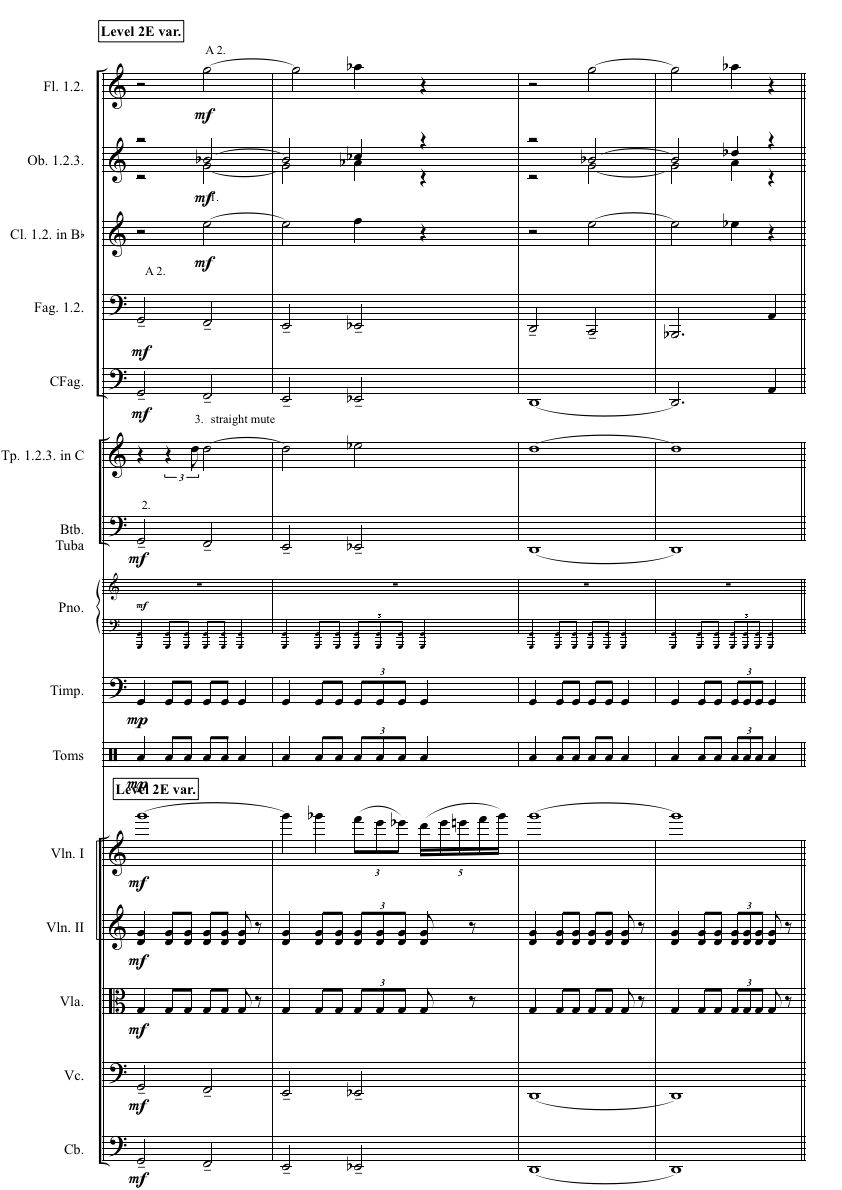 Level 2E var.
A 2.
Fl. 1.2.
mf
Ob. 1.2.3.
mf
1.
Cl. 1.2. in B♭
mf
A 2.
Fag. 1.2.
mf
CFag.
mf
3. straight mute
Tp. 1.2.3. in C
3
2.
Btb.
Tuba
mf
Pno.
mf
3 3
Timp.
3 3
mp
Toms
3 3
mp
Level 2E var.
Vln. I
3 5
mf
Vln. II
3 3
mf
Vla.
3 3
mf
Vc.
mf
Cb.
mf